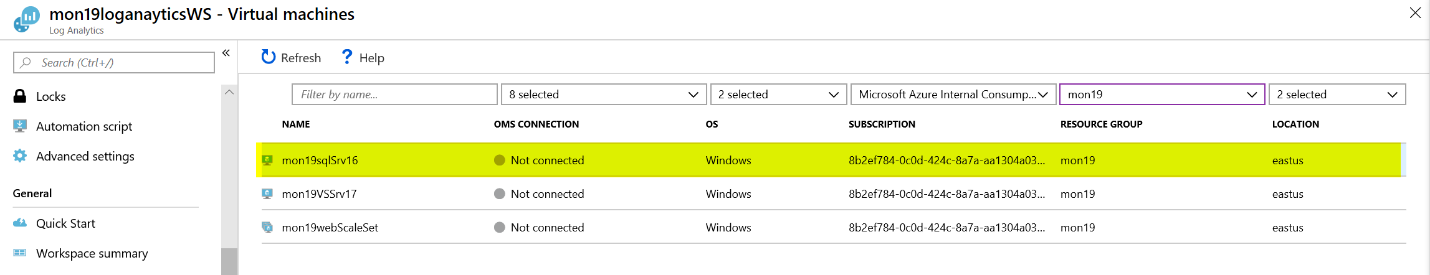 mon19loganayticsWS - Virtual machines
Log Analytics
Search (Ctrl+/)
«
Locks
Automation script
Advanced settings
General
Quick Start
Workspace summary
Refresh ? Help
Filter by name... 8 selected 2 selected Microsoft Azure Internal Consump... mon19 2 selected
NAME OMS CONNECTION OS SUBSCRIPTION RESOURCE GROUP LOCATION
mon19sqlSrv16 Not connected Windows 8b2ef784-0c0d-424c-8a7a-aa1304a03... mon19 eastus
mon19VSSrv17 Not connected Windows 8b2ef784-0c0d-424c-8a7a-aa1304a03... mon19 eastus
mon19webScaleSet Not connected Windows 8b2ef784-0c0d-424c-8a7a-aa1304a03... mon19 eastus